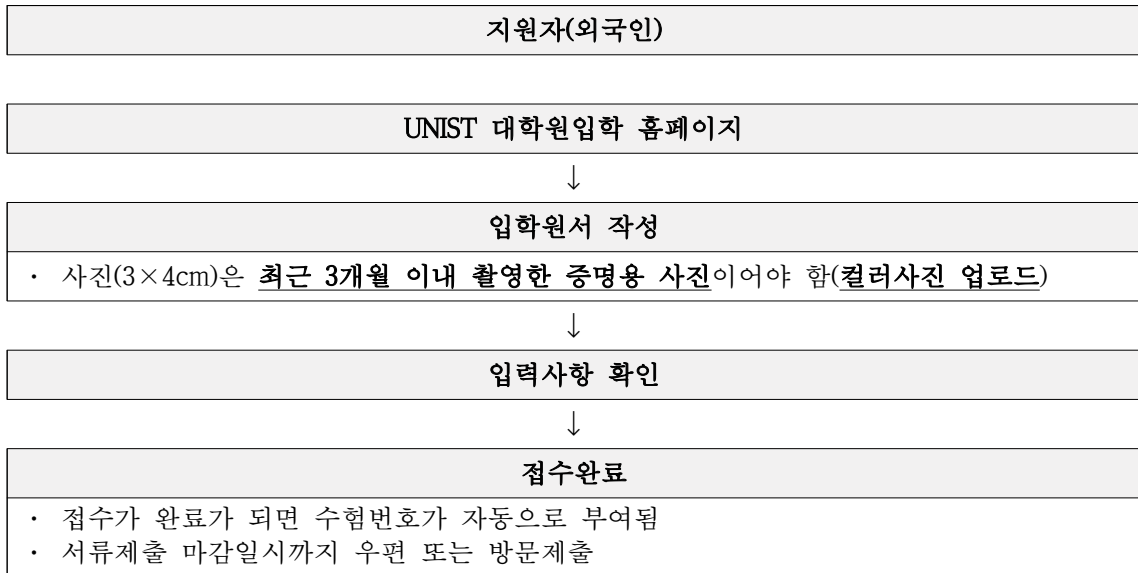 지원자(외국인)
UNIST 대학원입학 홈페이지
↓
입학원서 작성
· 사진(3×4cm)은 최근 3개월 이내 촬영한 증명용 사진이어야 함(컬러사진 업로드)
↓
입력사항 확인
↓
접수완료
· 접수가 완료가 되면 수험번호가 자동으로 부여됨
· 서류제출 마감일시까지 우편 또는 방문제출